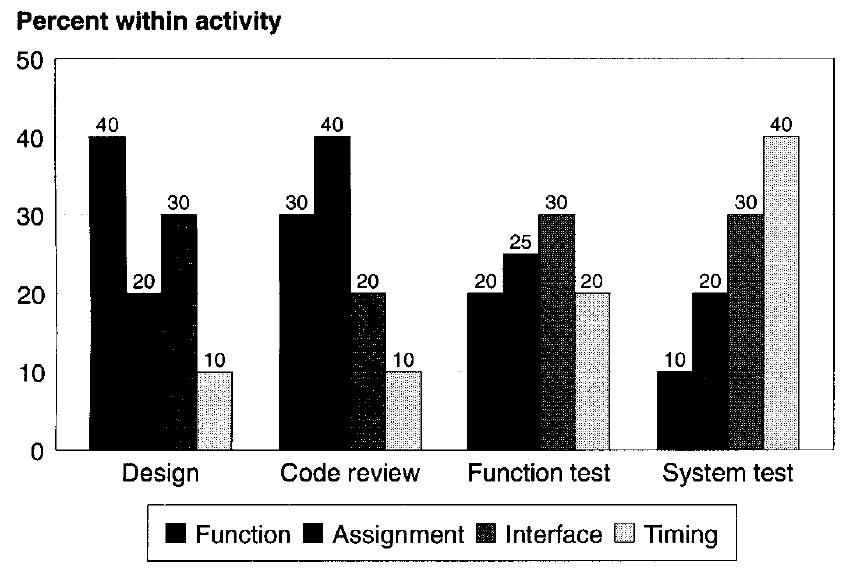 Percent within activity
50
40
30
20
10
0
40 20 30 10
30 40 20 10
20 25 30 20
10 20 30 40
Design Code review Function test System test
Function Assignment Interface Timing